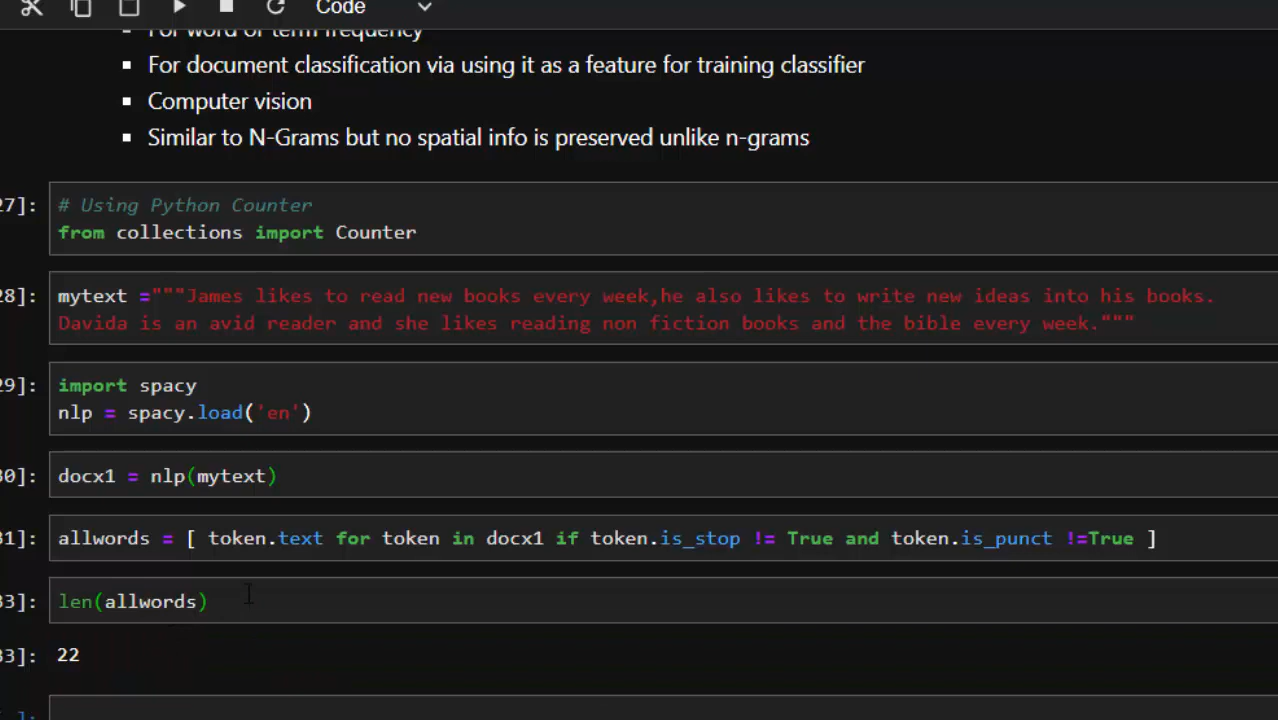 Code
For word or term frequency
For document classification via using it as a feature for training classifier
Computer vision
Similar to N-Grams but no spatial info is preserved unlike n-grams
27]: # Using Python Counter
from collections import Counter
28]: mytext ="""James likes to read new books every week,he also likes to write new ideas into his books.
Davida is an avid reader and she likes reading non fiction books and the bible every week."""
29]: import spacy
nlp = spacy.load('en')
30]: docx1 = nlp(mytext)
31]: allwords = [ token.text for token in docx1 if token.is_stop != True and token.is_punct !=True ]
33]: len(allwords)
33]: 22